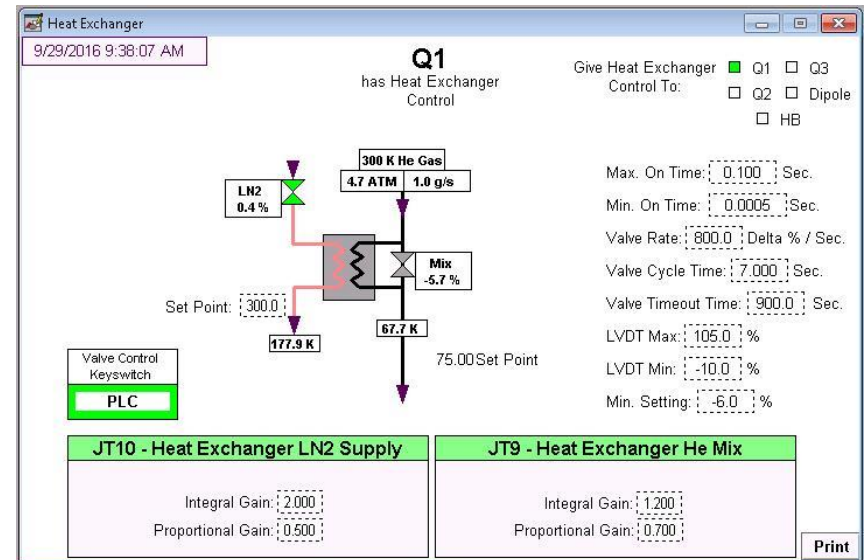 Heat Exchanger
9/29/2016 9:38:07 AM
Q1
has Heat Exchanger
Control
Give Heat Exchanger
Control To:
Q1 Q3
Q2 Dipole
HB
300 K He Gas
4.7 ATM 1.0 g/s
LN2
0.4 %
Mix
-5.7 %
Set Point: 300.0
177.9 K
67.7 K
75.00 Set Point
Max. On Time: 0.100 Sec.
Min. On Time: 0.0005 Sec.
Valve Rate: 800.0 Delta % / Sec.
Valve Cycle Time: 7.000 Sec.
Valve Timeout Time: 900.0 Sec.
LVDT Max: 105.0 %
LVDT Min: -10.0 %
Min. Setting: -6.0 %
Valve Control
Keyswitch
PLC
JT10 - Heat Exchanger LN2 Supply
Integral Gain: 2.000
Proportional Gain: 0.500
JT9 - Heat Exchanger He Mix
Integral Gain: 1.200
Proportional Gain: 0.700
Print